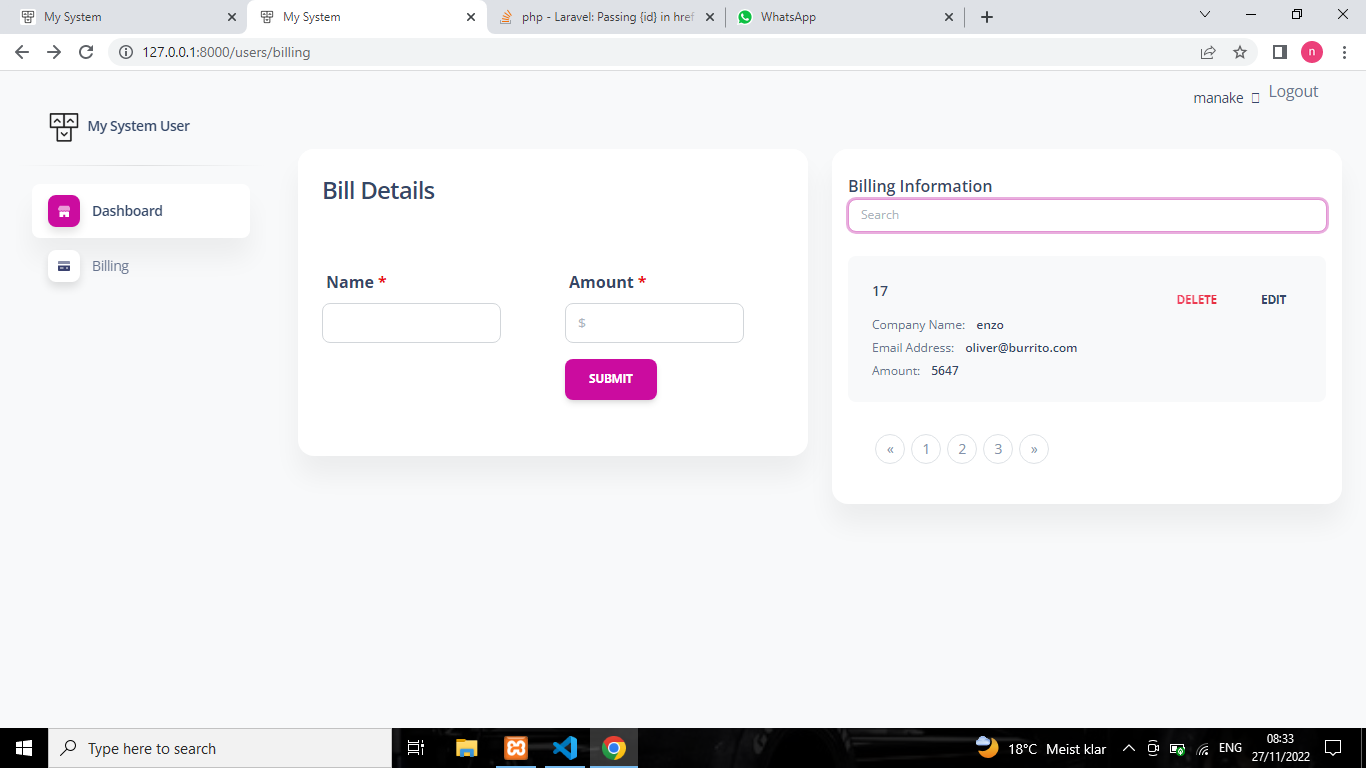 My System
My System
php - Laravel: Passing {id} in href
WhatsApp
127.0.0.1:8000/users/billing
n
manake
Logout
My System User
Dashboard
Billing
Bill Details
Name *
Amount *
$
SUBMIT
Billing Information
Search
17
DELETE
EDIT
Company Name: enzo
Email Address: oliver@burrito.com
Amount: 5647
« 1 2 3 »
Type here to search
18°C Meist klar
ENG
08:33
27/11/2022